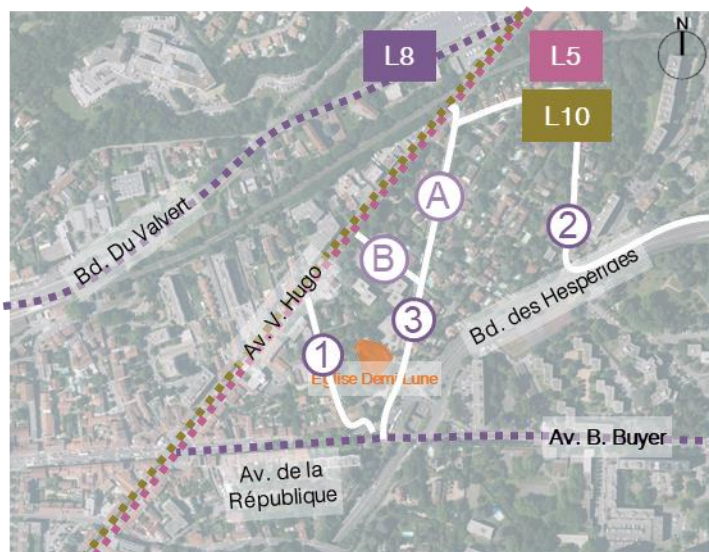 N
L8
L5
L10
A
2
B
Bd. Du Valvert
Av. V. Hugo
Bd. des Hespérides
3
1
Eglise Demi-Lune
Av. B. Buyer
Av. de la
République